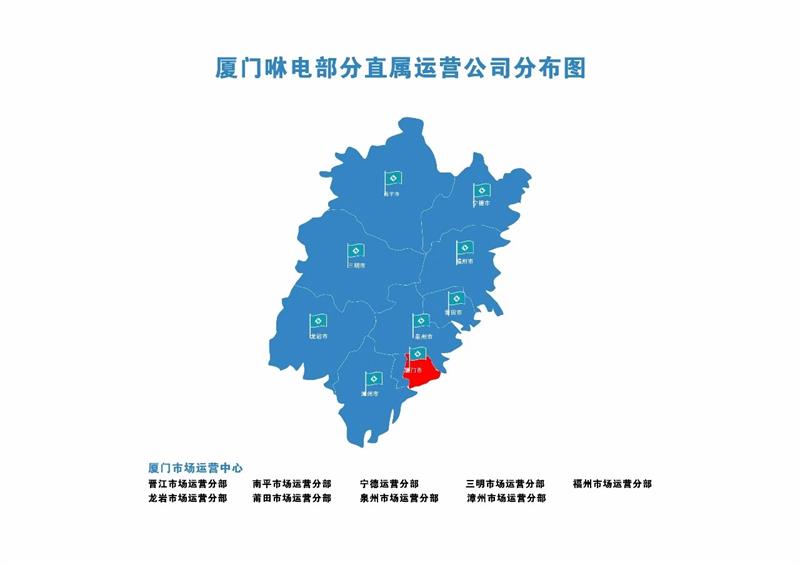 厦门咻电部分直属运营公司分布图
南平市
宁德市
福州市
三明市
莆田市
龙岩市
泉州市
厦门市
漳州市
厦门市场运营中心
晋江市场运营分部 南平市场运营分部 宁德运营分部 三明市场运营分部 福州市场运营分部
龙岩市场运营分部 莆田市场运营分部 泉州市场运营分部 漳州市场运营分部